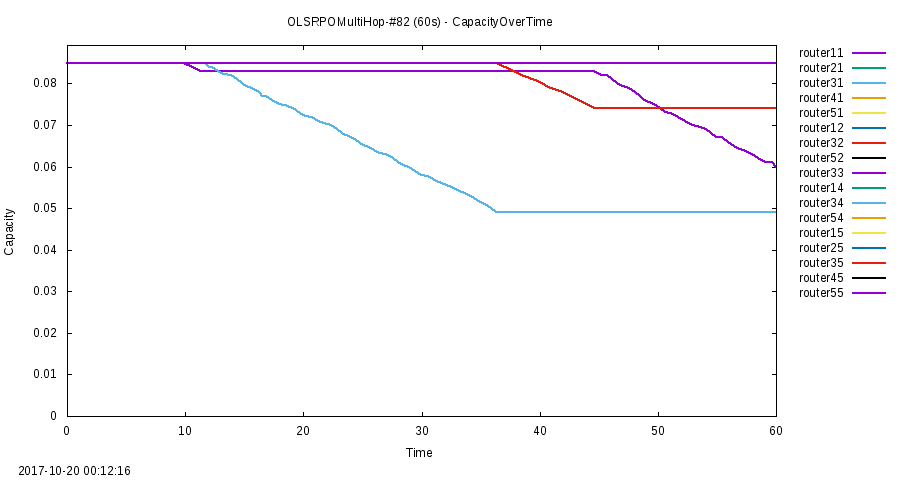 OLSRPOMultiHop-#82 (60s) - CapacityOverTime
router11
router21
router31
router41
router51
router12
router32
router52
router33
router14
router34
router54
router15
router25
router35
router45
router55
0.08
0.07
0.06
0.05
0.04
0.03
0.02
0.01
0
Capacity
0 10 20 30 40 50 60
Time
2017-10-20 00:12:16